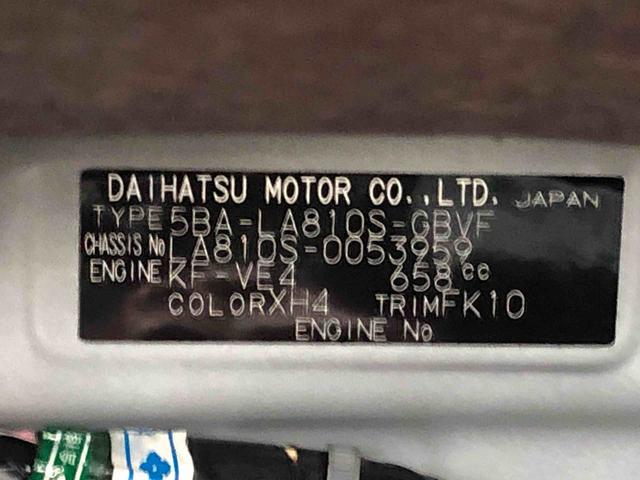 DAIHATSU MOTOR CO.,LTD. JAPAN
TYPE 5BA-LA810S-GBVF
CHASSIS No LA810S-0053959
ENGINE KF-VE4 658cc
COLOR XH4 TRIM FK10
ENGINE No